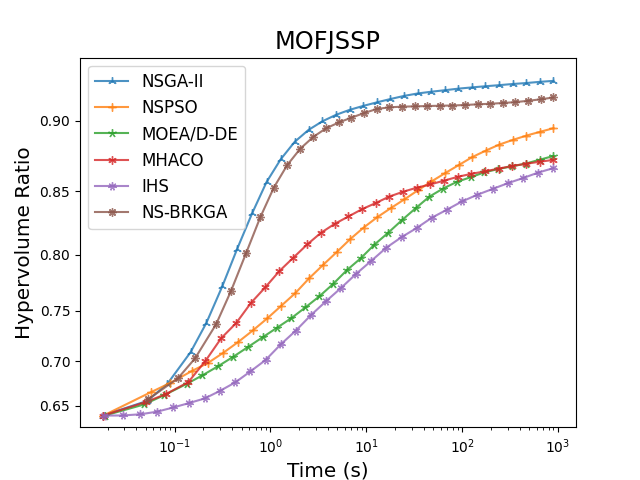 MOFJSSP
NSGA-II
NSPSO
MOEA/D-DE
MHACO
IHS
NS-BRKGA
Hypervolume Ratio
0.90
0.85
0.80
0.75
0.70
0.65
10⁻¹ 10⁰ 10¹ 10² 10³
Time (s)